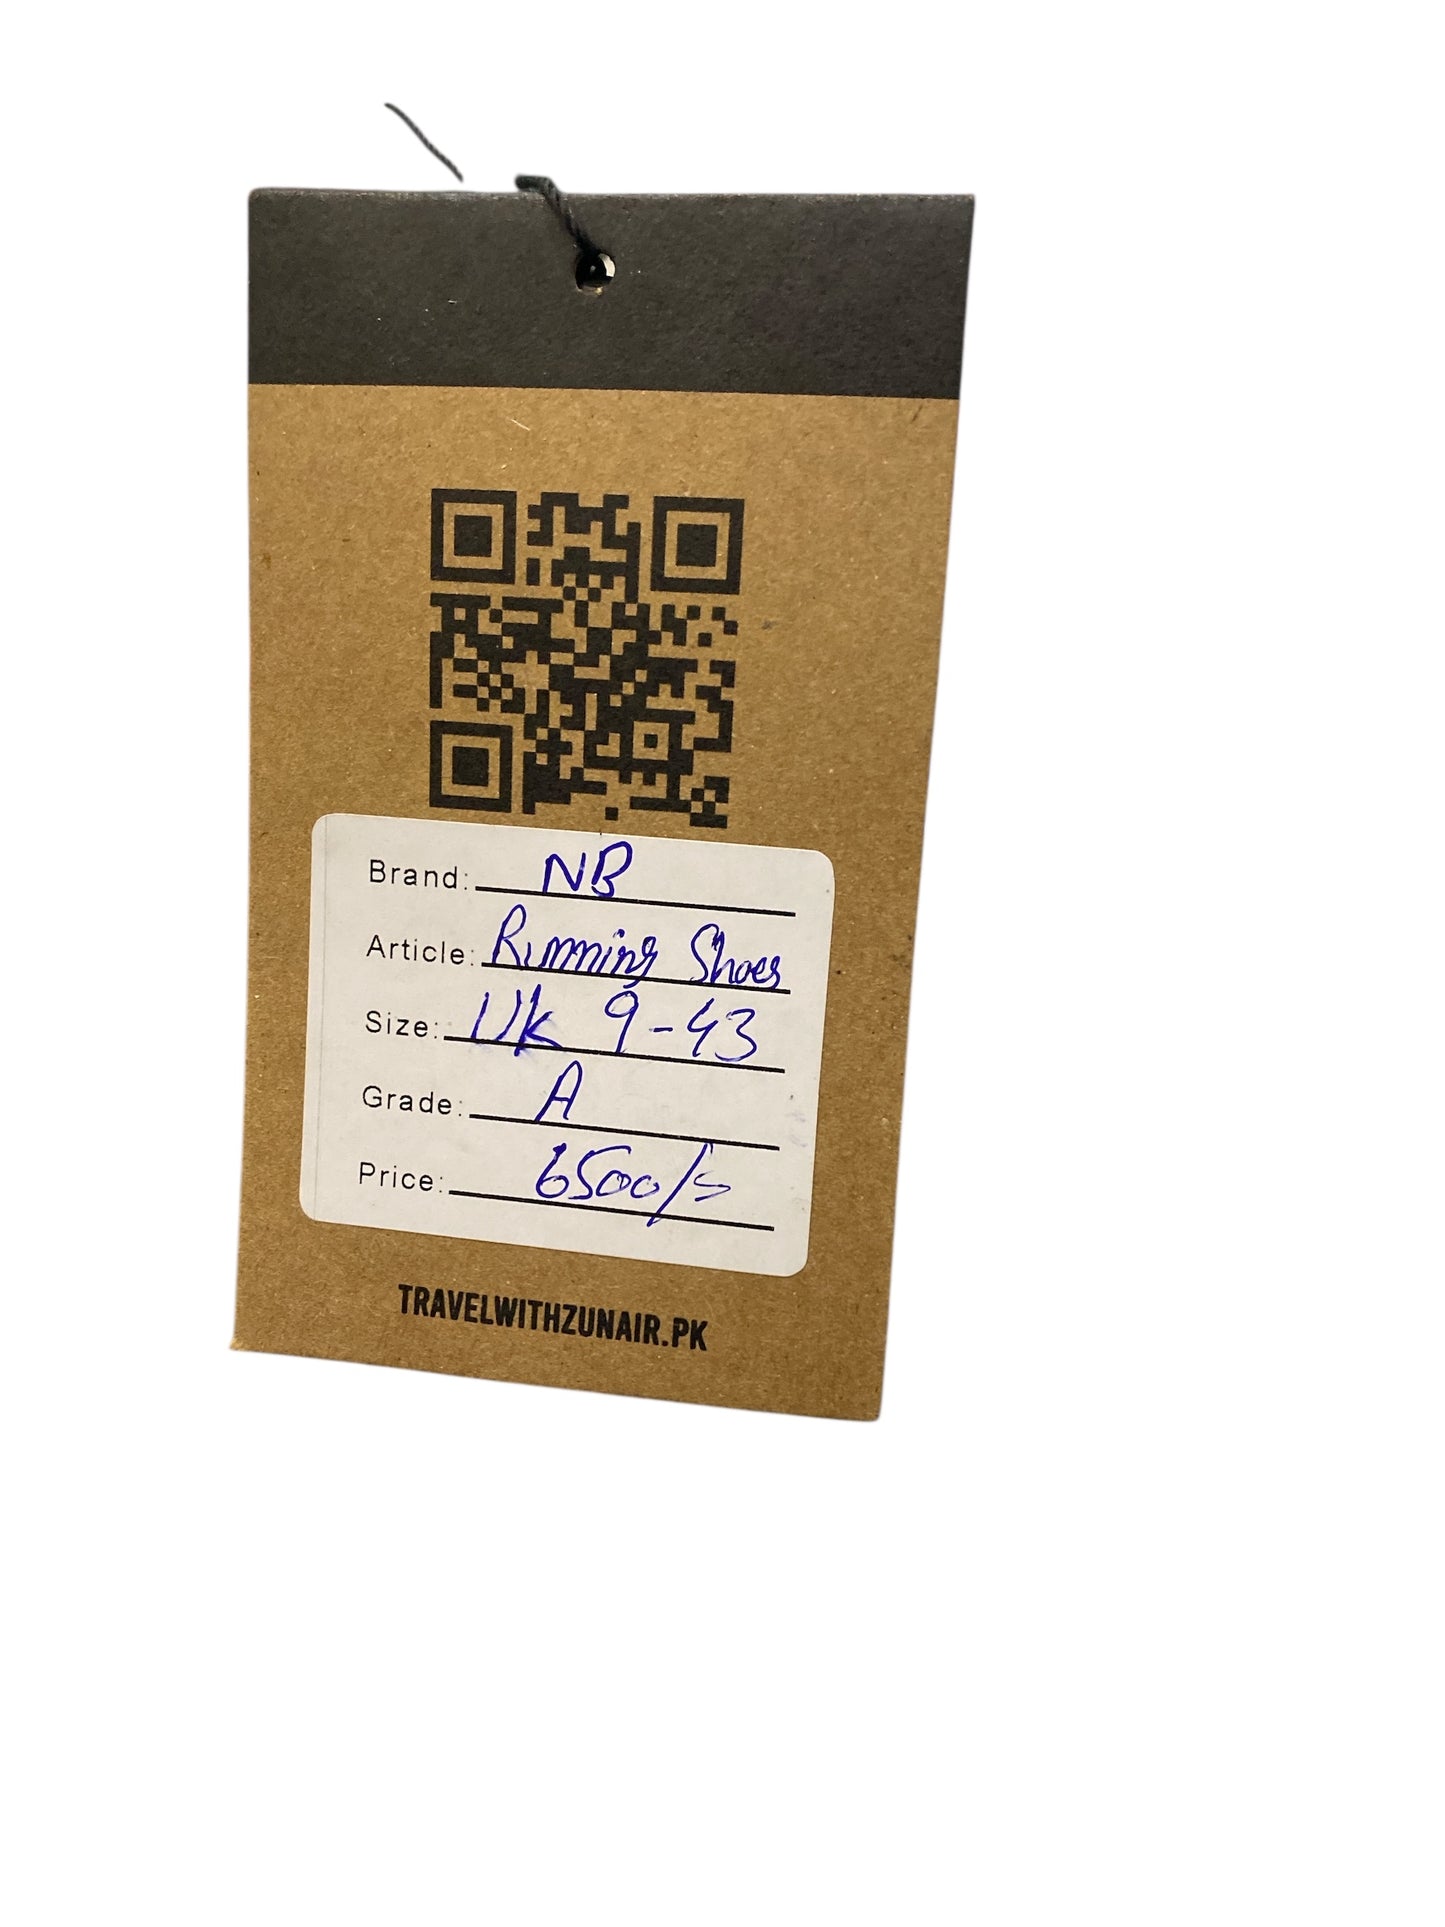 Brand: NB
Article: Running Shoes
Size: Uk 9-43
Grade: A
Price: 6500/=
TRAVELWITHZUNAIR.PK